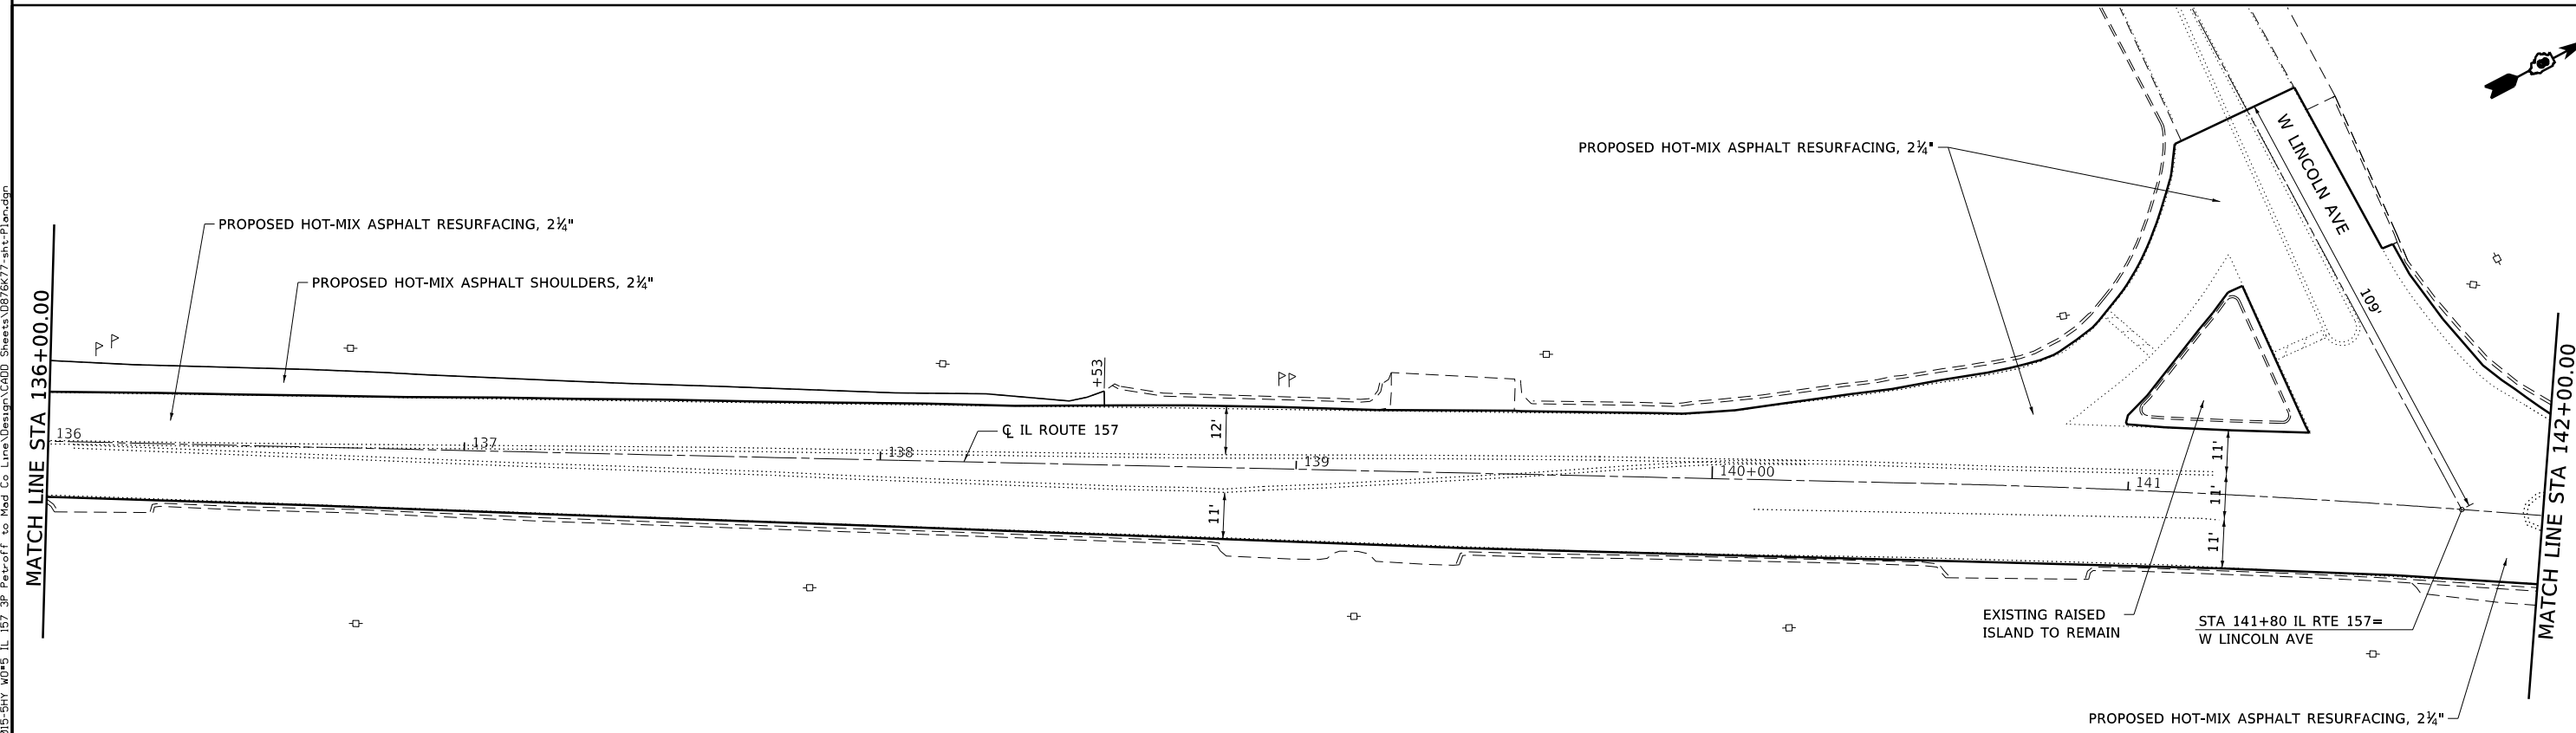 PROPOSED HOT-MIX ASPHALT RESURFACING, 2¼"
W LINCOLN AVE
PROPOSED HOT-MIX ASPHALT RESURFACING, 2¼"
PROPOSED HOT-MIX ASPHALT SHOULDERS, 2¼"
109'
MATCH LINE STA 136+00.00
MATCH LINE STA 142+00.00
+53
136
137
138
℄ IL ROUTE 157
12'
139
140+00
141
11'
11'
11'
11'
EXISTING RAISED
ISLAND TO REMAIN
STA 141+80 IL RTE 157=
W LINCOLN AVE
PROPOSED HOT-MIX ASPHALT RESURFACING, 2¼"